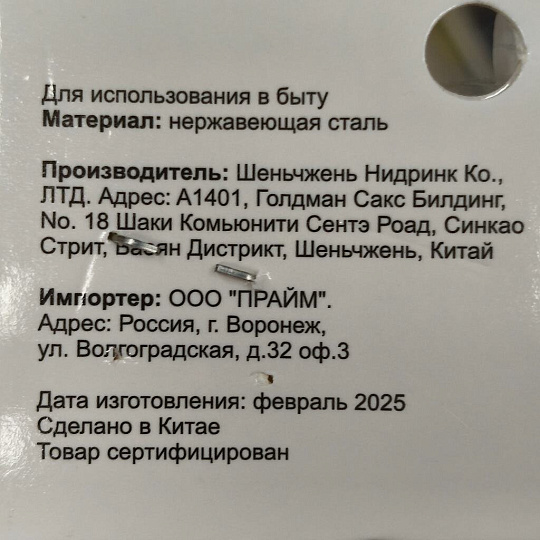 Для использования в быту
Материал: нержавеющая сталь
Производитель: Шеньчжень Нидринк Ко.,
ЛТД. Адрес: А1401, Голдман Сакс Билдинг,
No. 18 Шаки Комьюнити Сентэ Роад, Синкао
Стрит, Дистрикт, Шеньчжень, Китай
Импортер: ООО "ПРАЙМ".
Адрес: Россия, г. Воронеж,
ул. Волгоградская, д.32 оф.3
Дата изготовления: февраль 2025
Сделано в Китае
Товар сертифицирован